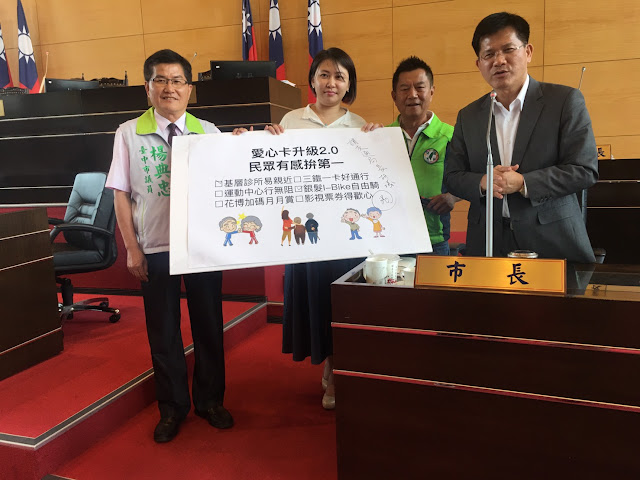 愛心卡升級2.0
民眾有感拚第一
☑基層診所易親近□三鐵一卡好通行
□運動中心行無阻□銀髮i-Bike自由騎
□花博加碼月月賞□影視票券得歡心
楊典忠
臺中市議員
市長